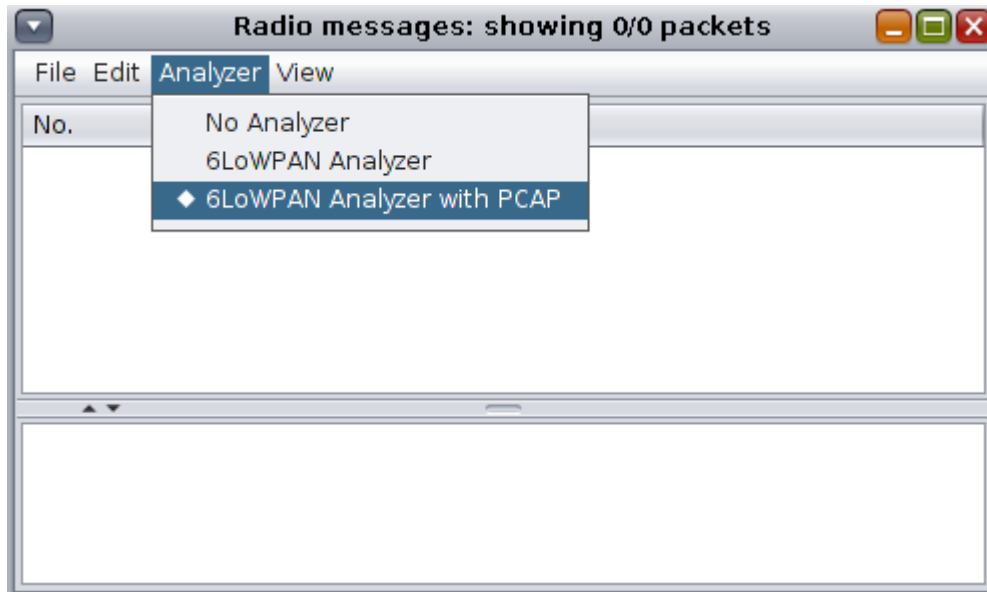 Radio messages: showing 0/0 packets
File Edit Analyzer View
No.
No Analyzer
6LoWPAN Analyzer
6LoWPAN Analyzer with PCAP